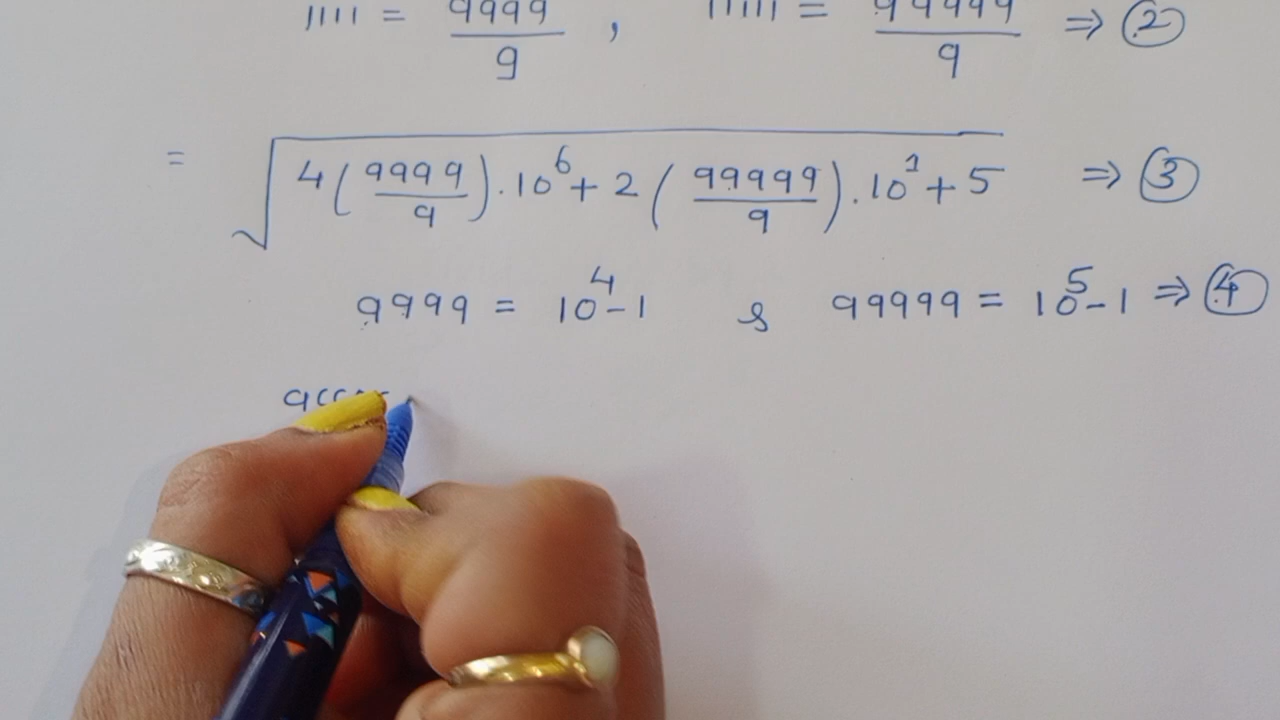 1111 = 9999/9 , 11111 = 99999/9 ⇒ ②
= √(4(9999/9).10^6 + 2(99999/9).10^1 + 5) ⇒ ③
9999 = 10^4-1 & 99999 = 10^5-1 ⇒ ④